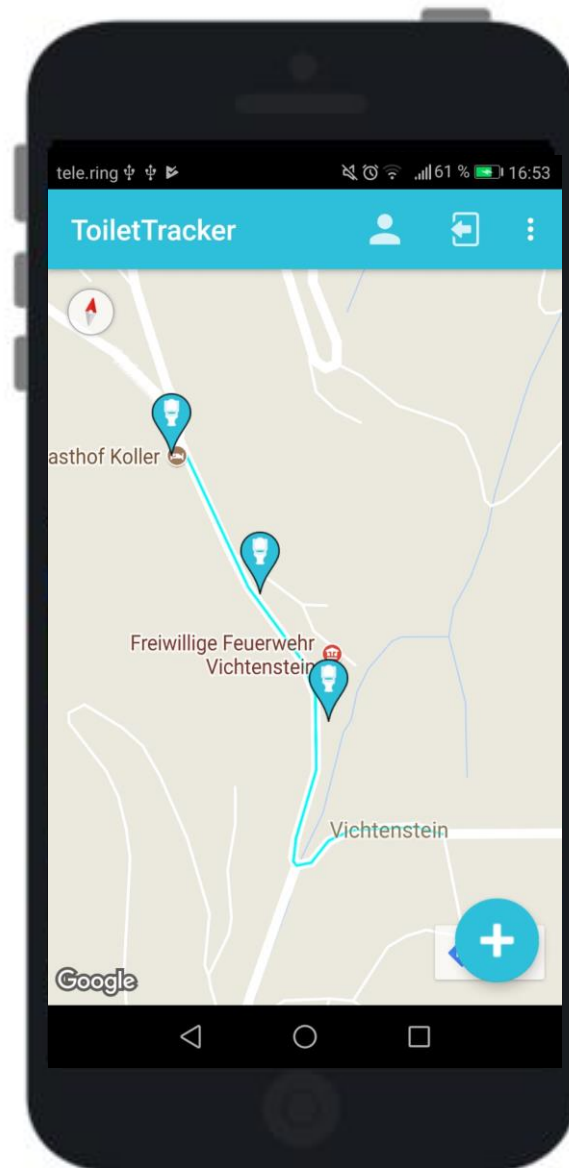 tele.ring 61 % 16:53
ToiletTracker
asthof Koller
Freiwillige Feuerwehr
Vichtenstein
Vichtenstein
Google